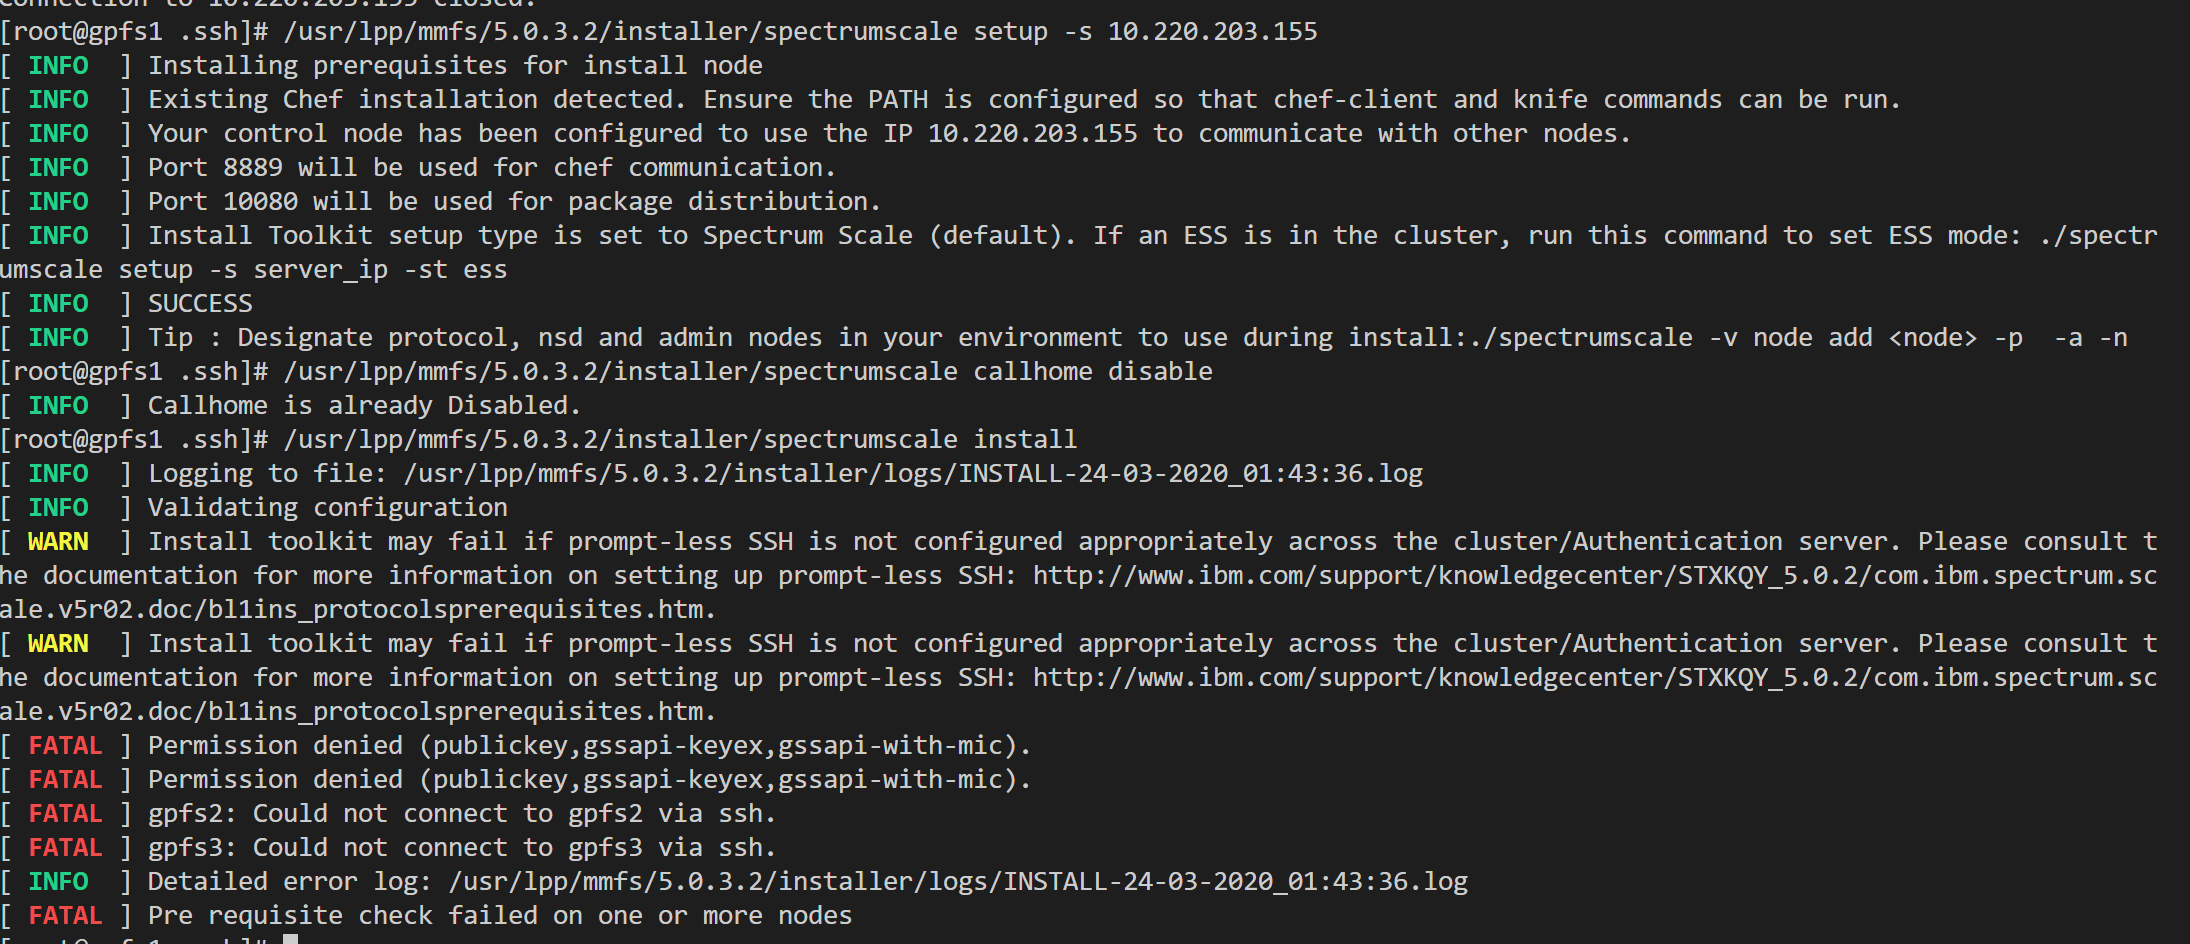 connection to 10.220.203.155 closed.
[root@gpfs1 .ssh]# /usr/lpp/mmfs/5.0.3.2/installer/spectrumscale setup -s 10.220.203.155
[ INFO  ] Installing prerequisites for install node
[ INFO  ] Existing Chef installation detected. Ensure the PATH is configured so that chef-client and knife commands can be run.
[ INFO  ] Your control node has been configured to use the IP 10.220.203.155 to communicate with other nodes.
[ INFO  ] Port 8889 will be used for chef communication.
[ INFO  ] Port 10080 will be used for package distribution.
[ INFO  ] Install Toolkit setup type is set to Spectrum Scale (default). If an ESS is in the cluster, run this command to set ESS mode: ./spectr
umscale setup -s server_ip -st ess
[ INFO  ] SUCCESS
[ INFO  ] Tip : Designate protocol, nsd and admin nodes in your environment to use during install:./spectrumscale -v node add <node> -p  -a -n
[root@gpfs1 .ssh]# /usr/lpp/mmfs/5.0.3.2/installer/spectrumscale callhome disable
[ INFO  ] Callhome is already Disabled.
[root@gpfs1 .ssh]# /usr/lpp/mmfs/5.0.3.2/installer/spectrumscale install
[ INFO  ] Logging to file: /usr/lpp/mmfs/5.0.3.2/installer/logs/INSTALL-24-03-2020_01:43:36.log
[ INFO  ] Validating configuration
[ WARN  ] Install toolkit may fail if prompt-less SSH is not configured appropriately across the cluster/Authentication server. Please consult t
he documentation for more information on setting up prompt-less SSH: http://www.ibm.com/support/knowledgecenter/STXKQY_5.0.2/com.ibm.spectrum.sc
ale.v5r02.doc/bl1ins_protocolsprerequisites.htm.
[ WARN  ] Install toolkit may fail if prompt-less SSH is not configured appropriately across the cluster/Authentication server. Please consult t
he documentation for more information on setting up prompt-less SSH: http://www.ibm.com/support/knowledgecenter/STXKQY_5.0.2/com.ibm.spectrum.sc
ale.v5r02.doc/bl1ins_protocolsprerequisites.htm.
[ FATAL ] Permission denied (publickey,gssapi-keyex,gssapi-with-mic).
[ FATAL ] Permission denied (publickey,gssapi-keyex,gssapi-with-mic).
[ FATAL ] gpfs2: Could not connect to gpfs2 via ssh.
[ FATAL ] gpfs3: Could not connect to gpfs3 via ssh.
[ INFO  ] Detailed error log: /usr/lpp/mmfs/5.0.3.2/installer/logs/INSTALL-24-03-2020_01:43:36.log
[ FATAL ] Pre requisite check failed on one or more nodes